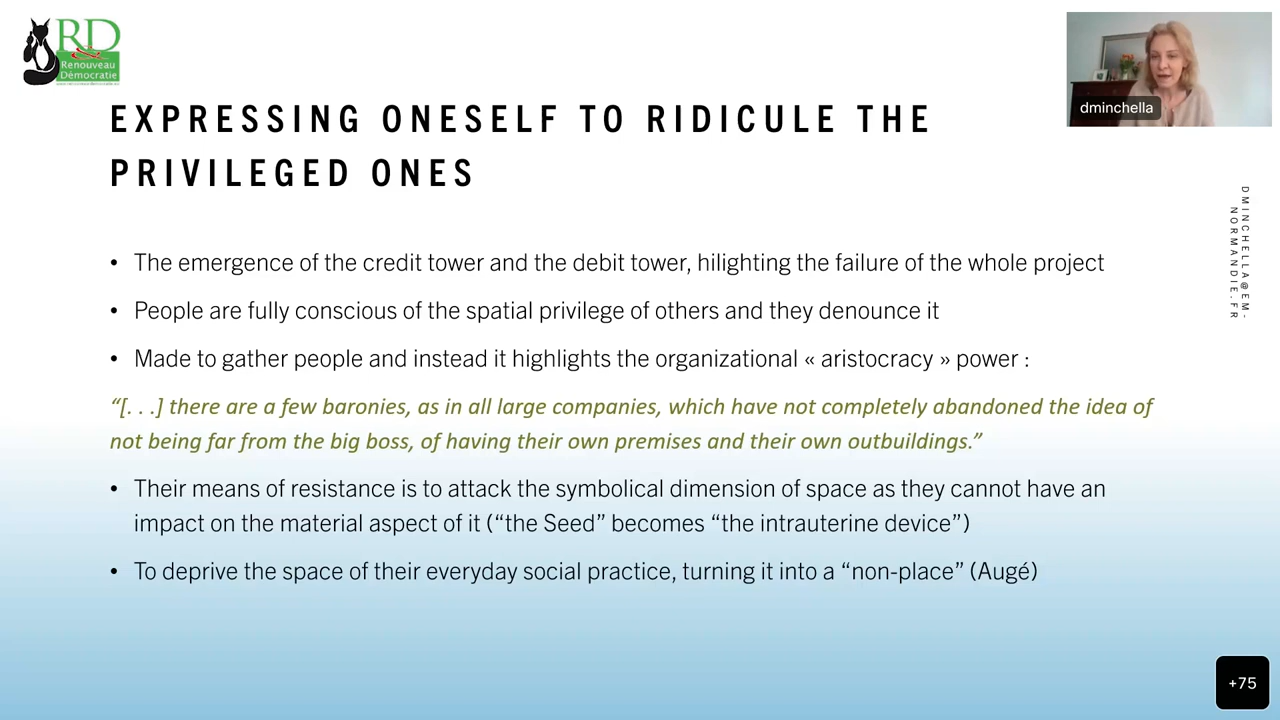 RD
Renouveau
Démocratie
dminchella
EXPRESSING ONESELF TO RIDICULE THE
PRIVILEGED ONES
DMINCHELLA@EM-
NORMANDIE.FR
• The emergence of the credit tower and the debit tower, hilighting the failure of the whole project
• People are fully conscious of the spatial privilege of others and they denounce it
• Made to gather people and instead it highlights the organizational « aristocracy » power :
“[. . .] there are a few baronies, as in all large companies, which have not completely abandoned the idea of
not being far from the big boss, of having their own premises and their own outbuildings.”
• Their means of resistance is to attack the symbolical dimension of space as they cannot have an
impact on the material aspect of it (“the Seed” becomes “the intrauterine device”)
• To deprive the space of their everyday social practice, turning it into a “non-place” (Augé)
+75